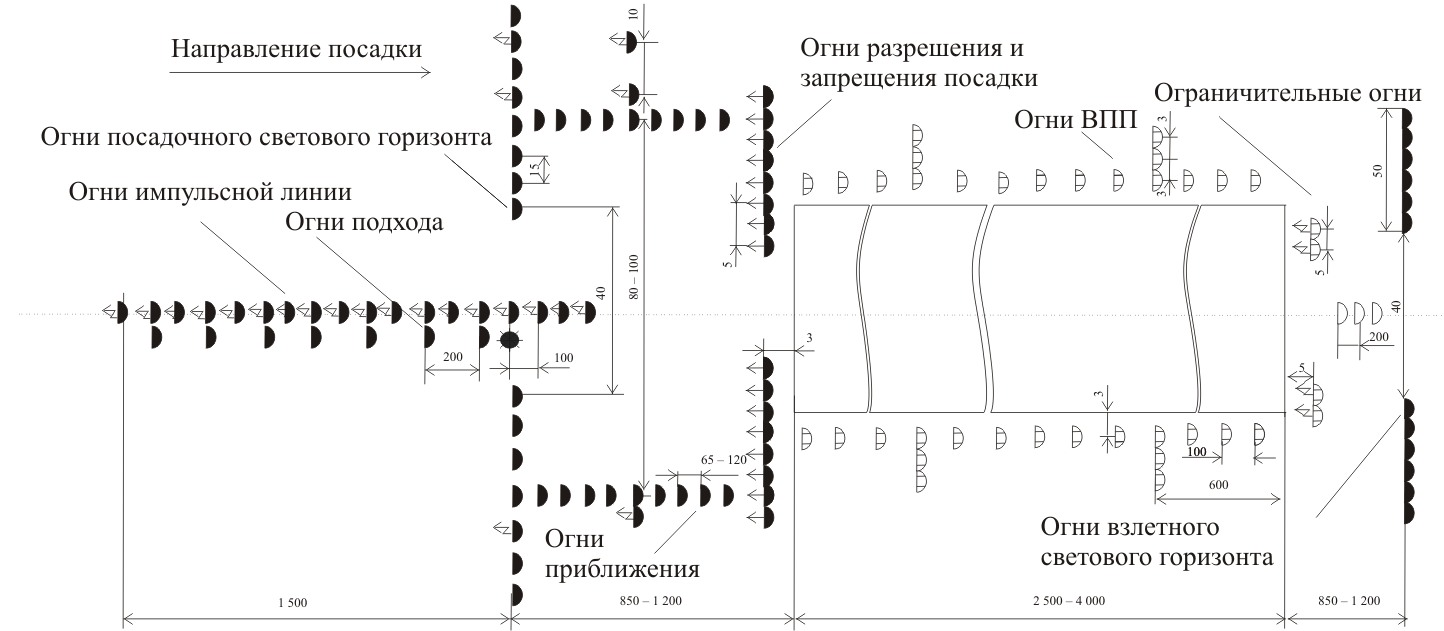 Направление посадки
10
Огни разрешения и
запрещения посадки
Ограничительные огни
Огни ВПП
3
3
50
Огни посадочного светового горизонта
15
Огни импульсной линии
Огни подхода
40
80 – 100
5
5
40
200
100
3
200
5
3
65 – 120
100
600
Огни
приближения
Огни взлетного
светового горизонта
1 500
850 – 1 200
2 500 – 4 000
850 – 1 200